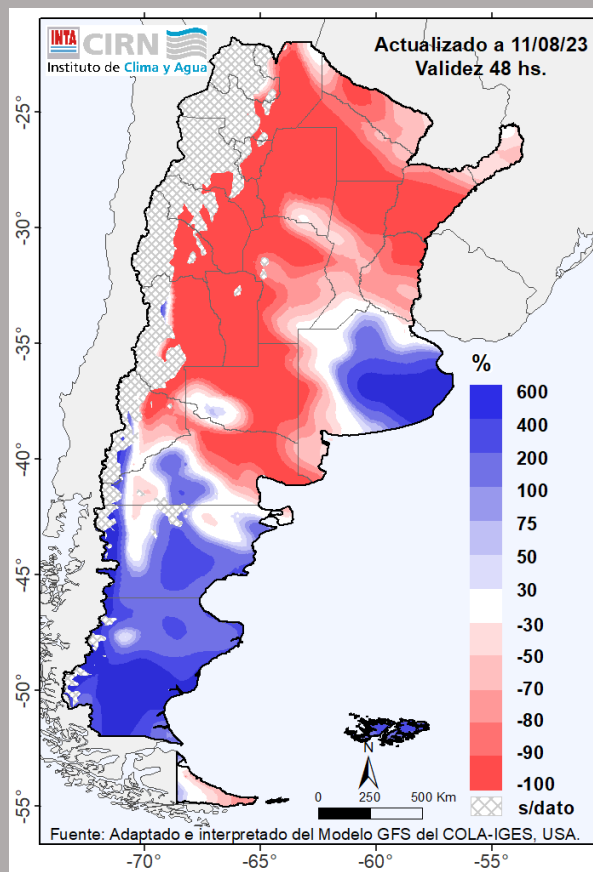 INTA CIRN
Instituto de Clima y Agua
Actualizado a 11/08/23
Validez 48 hs.
-25°
-30°
-35°
-40°
-45°
-50°
-55°
%
600
400
200
100
75
50
30
-30
-50
-70
-80
-90
-100
s/dato
N
0 250 500 Km
Fuente: Adaptado e interpretado del Modelo GFS del COLA-IGES, USA.
-70° -65° -60° -55°